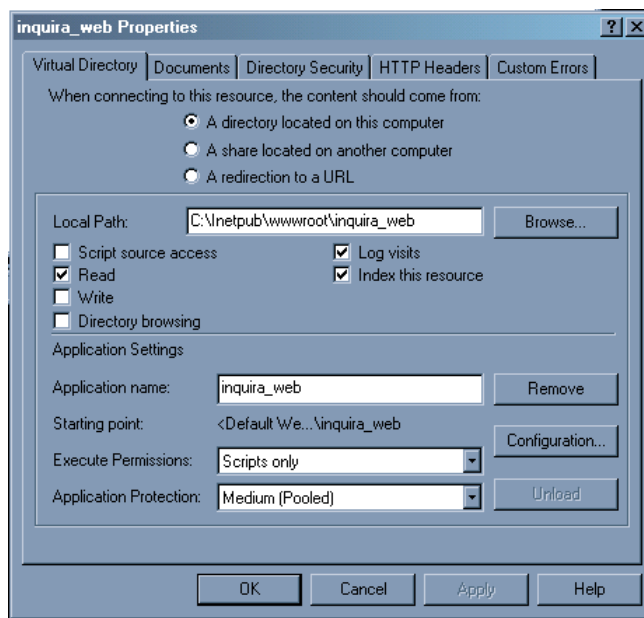 inquira_web Properties
Virtual Directory Documents Directory Security HTTP Headers Custom Errors
When connecting to this resource, the content should come from:
A directory located on this computer
A share located on another computer
A redirection to a URL
Local Path: C:\Inetpub\wwwroot\inquira_web Browse...
Script source access Log visits
Read Index this resource
Write
Directory browsing
Application Settings
Application name: inquira_web Remove
Starting point: <Default We...\inquira_web
Configuration...
Execute Permissions: Scripts only
Application Protection: Medium (Pooled) Unload
OK Cancel Apply Help